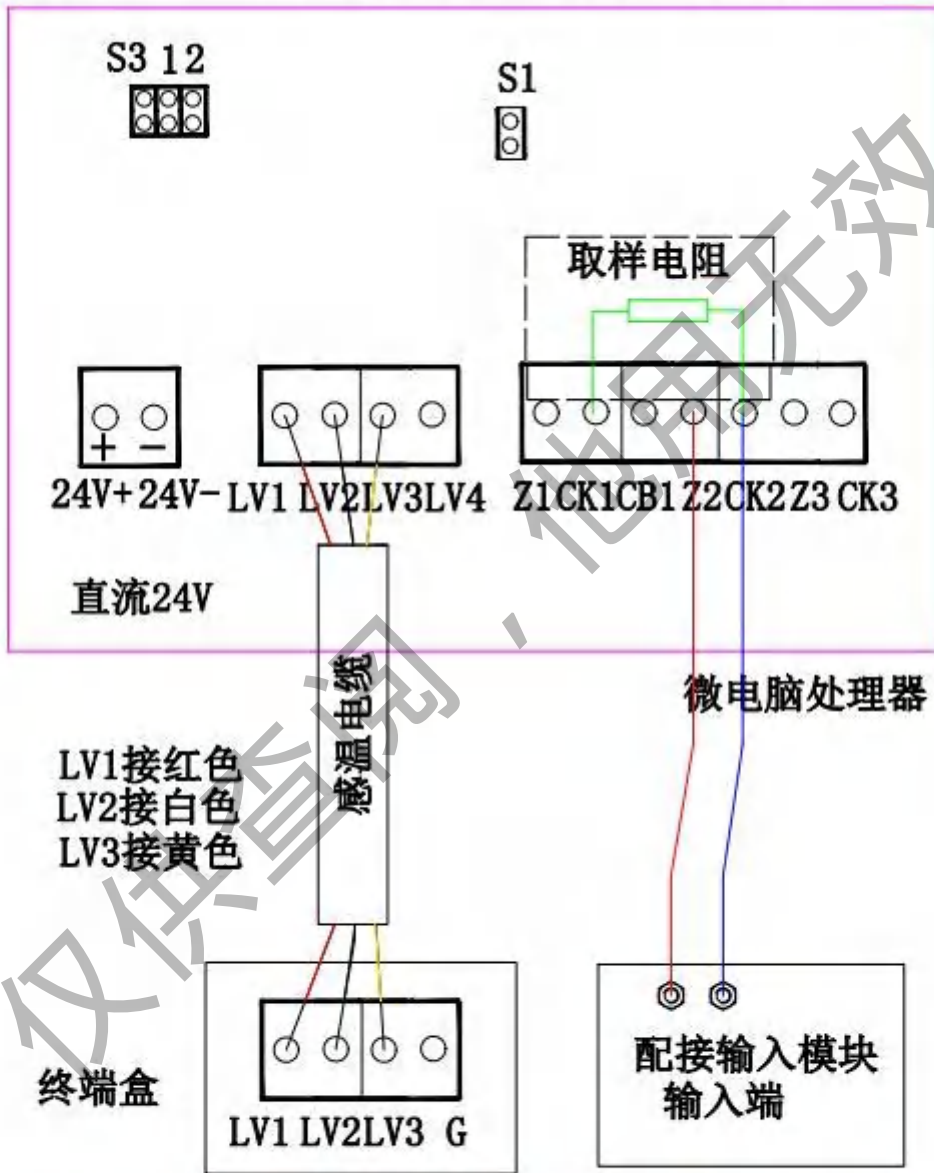 S3 12
S1
取样电阻
+ -
24V+ 24V- LV1 LV2 LV3 LV4 Z1 CK1 CB1 Z2 CK2 Z3 CK3
直流24V
感温电缆
微电脑处理器
LV1接红色
LV2接白色
LV3接黄色
终端盒
LV1 LV2 LV3 G
配接输入模块
输入端
仅供查阅，他用无效